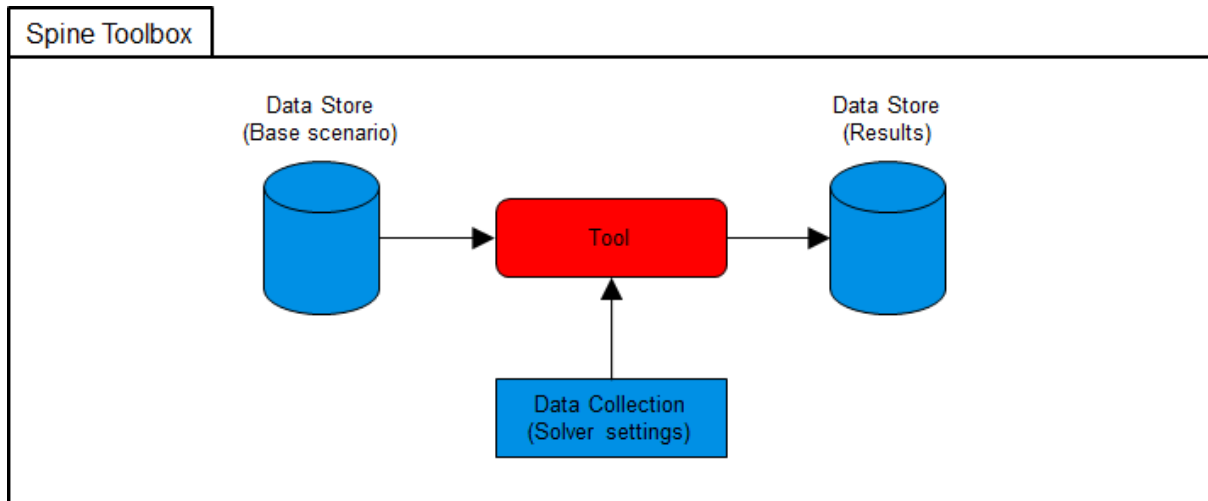 Spine Toolbox
Data Store
(Base scenario)
Data Store
(Results)
Tool
Data Collection
(Solver settings)